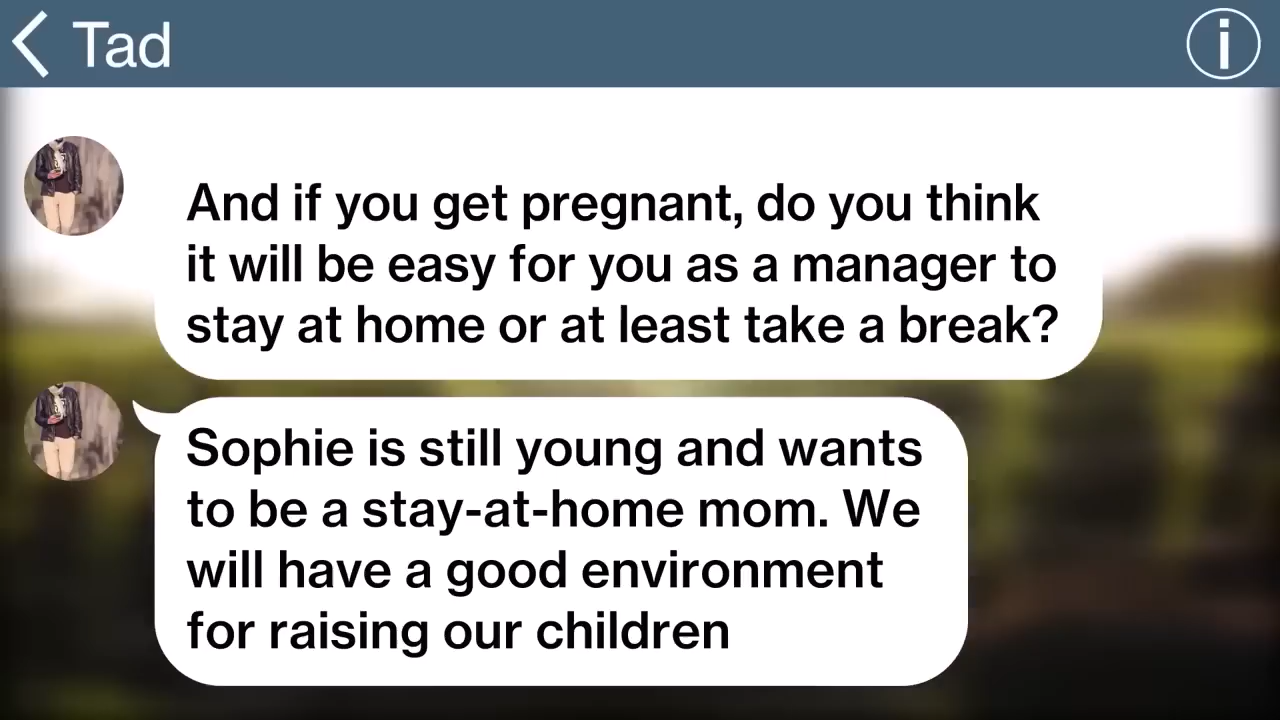 Tad
And if you get pregnant, do you think
it will be easy for you as a manager to
stay at home or at least take a break?
Sophie is still young and wants
to be a stay-at-home mom. We
will have a good environment
for raising our children